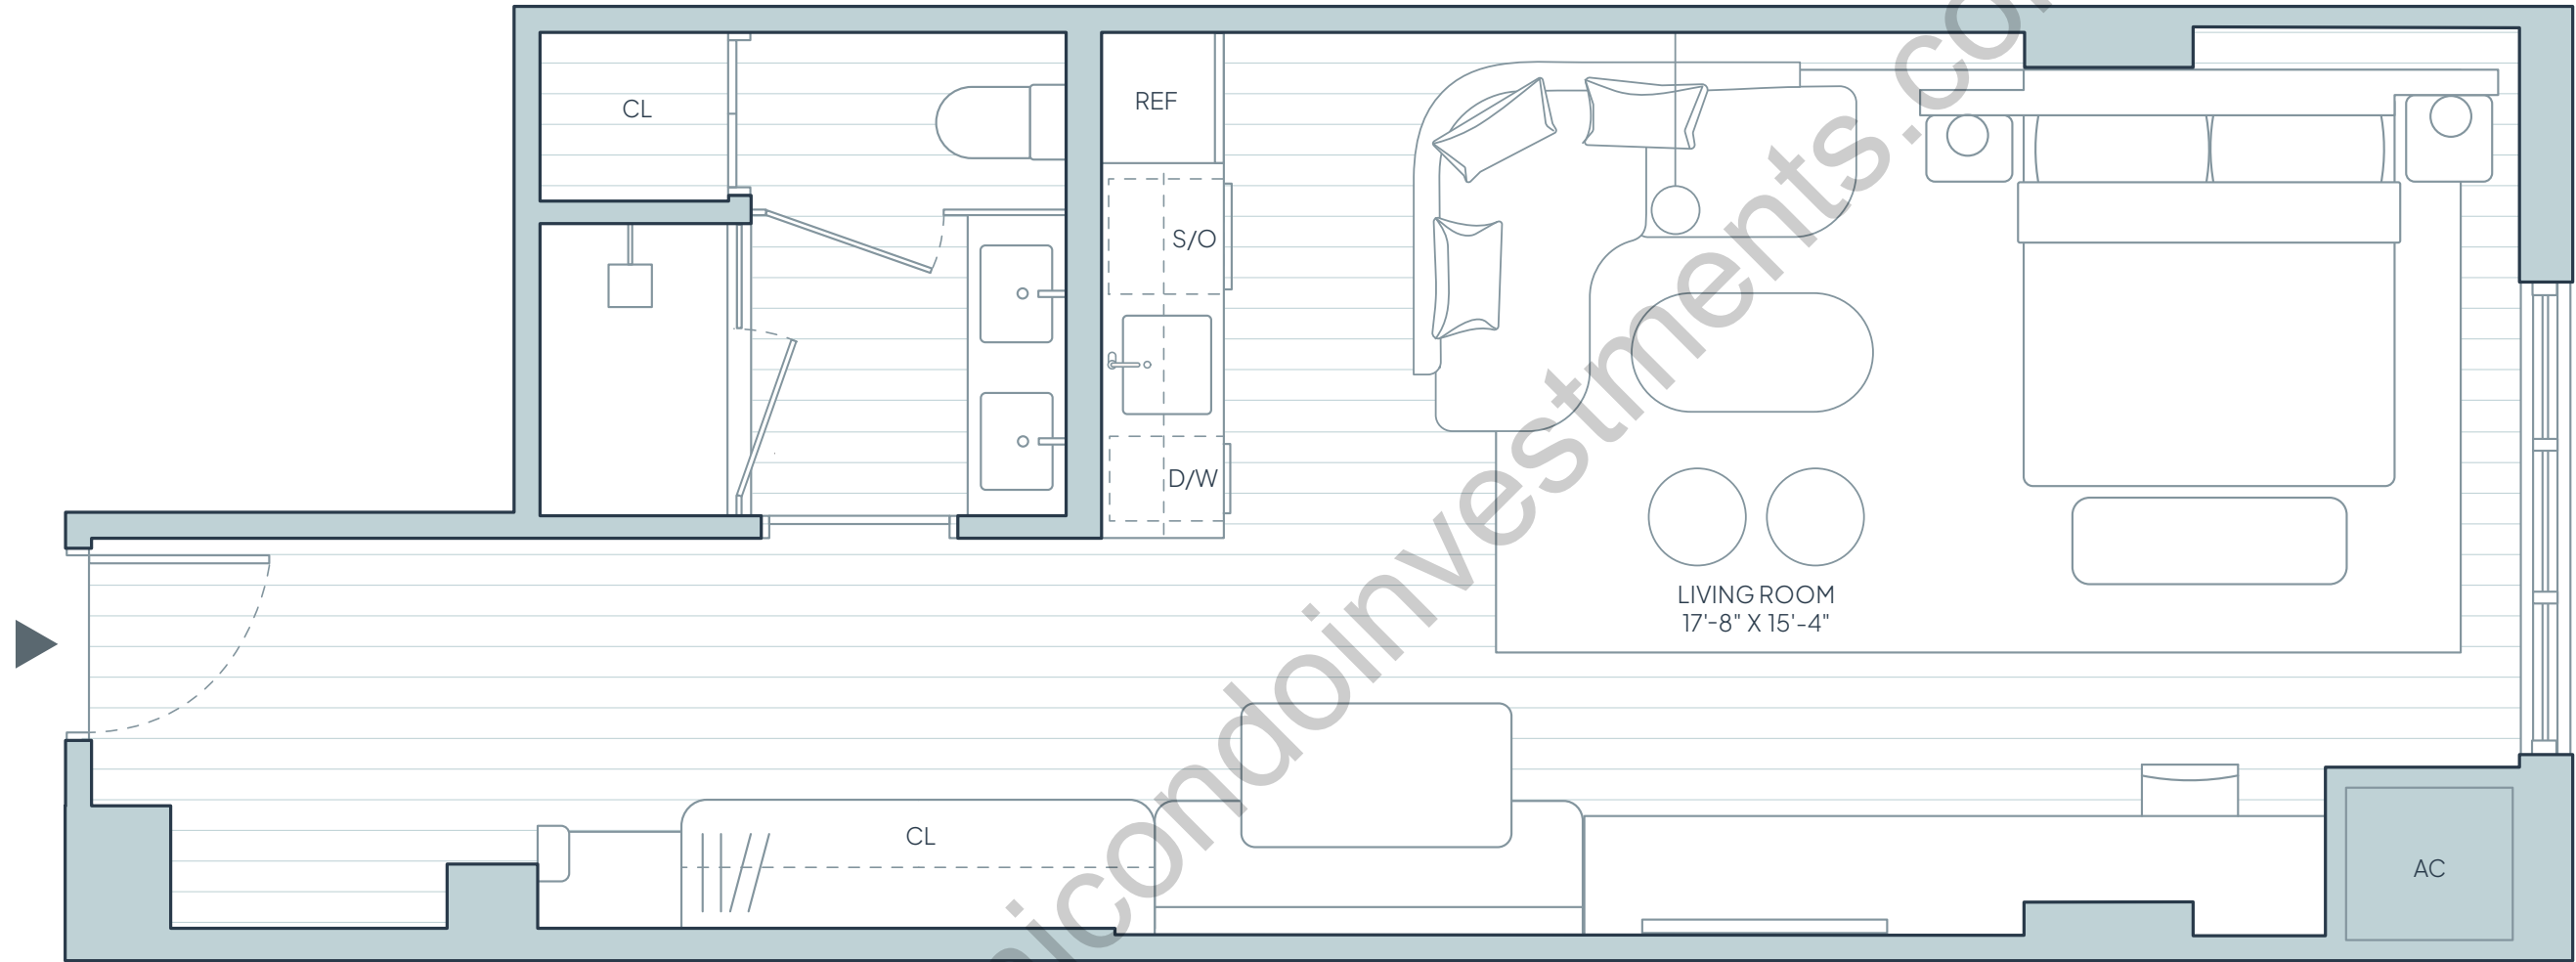 CL
REF
S/O
D/W
LIVING ROOM
17'-8" X 15'-4"
CL
AC
icondoinvestments.co